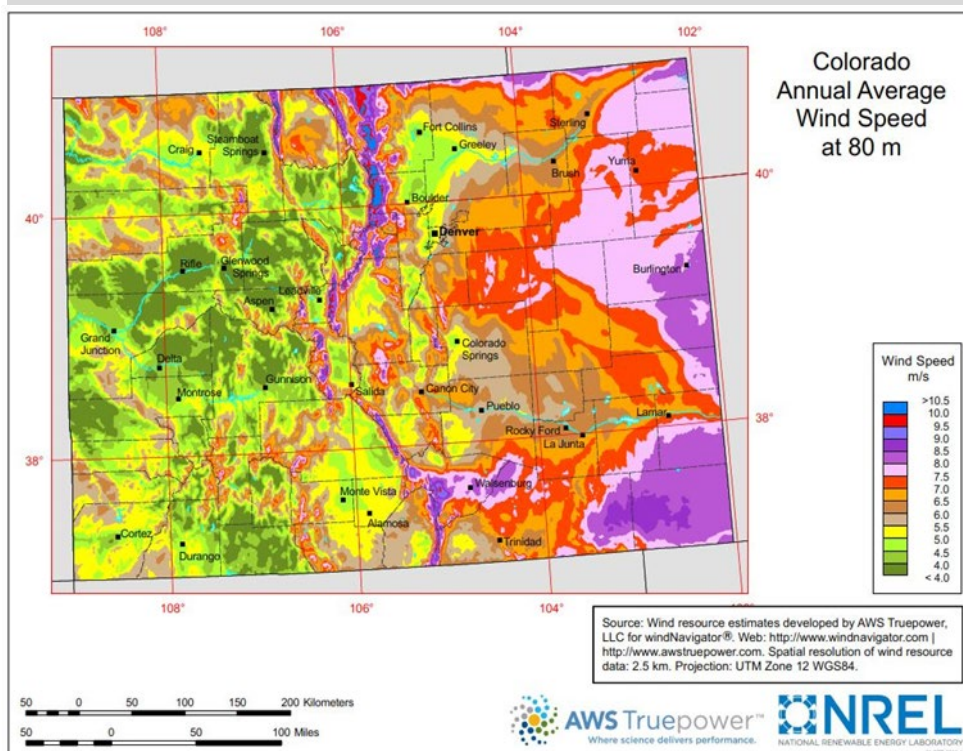 108°
106°
104°
102°
Colorado
Annual Average
Wind Speed
at 80 m
Fort Collins
Sterling
Steamboat
Springs
Craig
Greeley
Brush
Yuma
40°
40°
Boulder
Denver
Rifle
Glenwood
Springs
Burlington
Leadville
Aspen
Grand
Junction
Colorado
Springs
Delta
Gunnison
Montrose
Salida
Canon City
Pueblo
Rocky Ford
La Junta
Lamar
38°
38°
Walsenburg
Monte Vista
Alamosa
Cortez
Durango
Trinidad
108°
106°
104°
Wind Speed
m/s
>10.5
10.0
9.5
9.0
8.5
8.0
7.5
7.0
6.5
6.0
5.5
5.0
4.5
4.0
< 4.0
Source: Wind resource estimates developed by AWS Truepower,
LLC for windNavigator®. Web: http://www.windnavigator.com |
http://www.awstruepower.com. Spatial resolution of wind resource
data: 2.5 km. Projection: UTM Zone 12 WGS84.
50 0 50 100 150 200 Kilometers
50 0 50 100 Miles
AWS Truepower™
Where science delivers performance.
NREL
NATIONAL RENEWABLE ENERGY LABORATORY